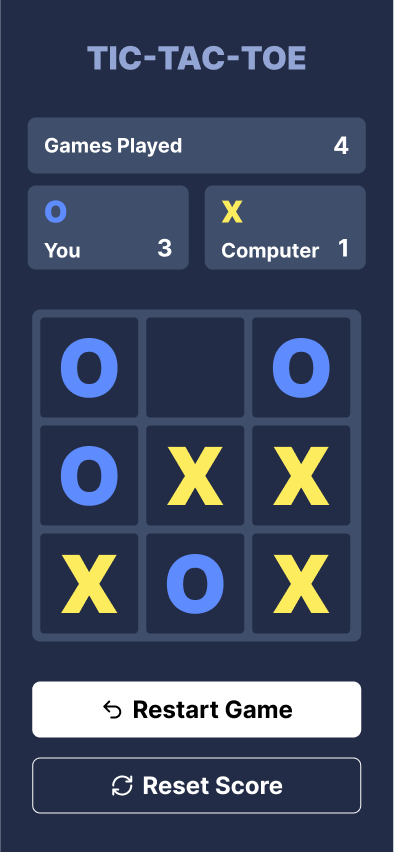 TIC-TAC-TOE
Games Played 4
O
You 3
X
Computer 1
O O
O X X
X O X
Restart Game
Reset Score